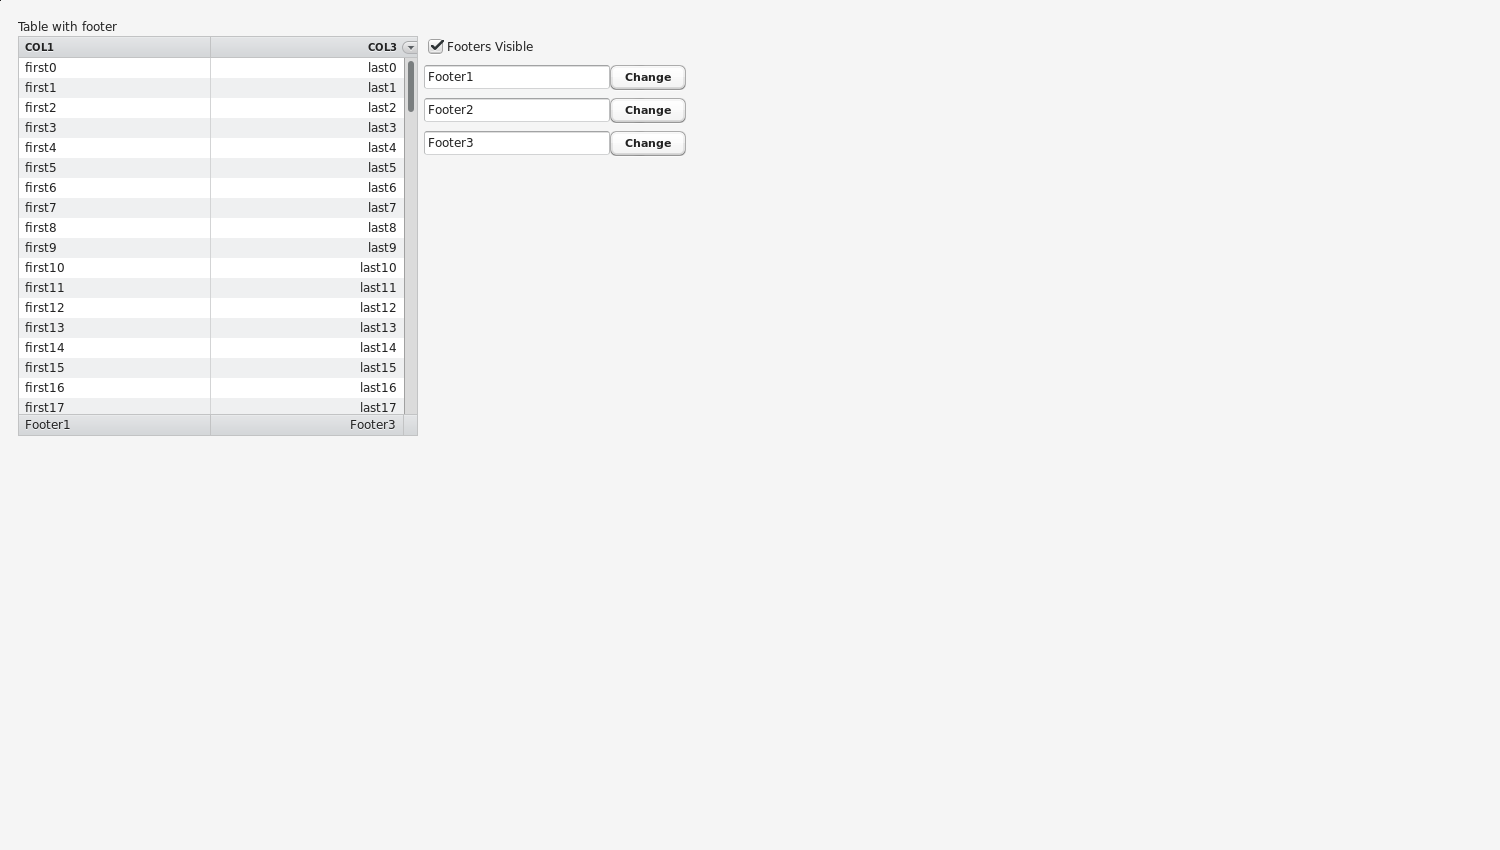 Table with footer
COL1 COL3
Footers Visible
first0 last0
Footer1 Change
first1 last1
first2 last2
Footer2 Change
first3 last3
first4 last4
Footer3 Change
first5 last5
first6 last6
first7 last7
first8 last8
first9 last9
first10 last10
first11 last11
first12 last12
first13 last13
first14 last14
first15 last15
first16 last16
first17 last17
Footer1 Footer3